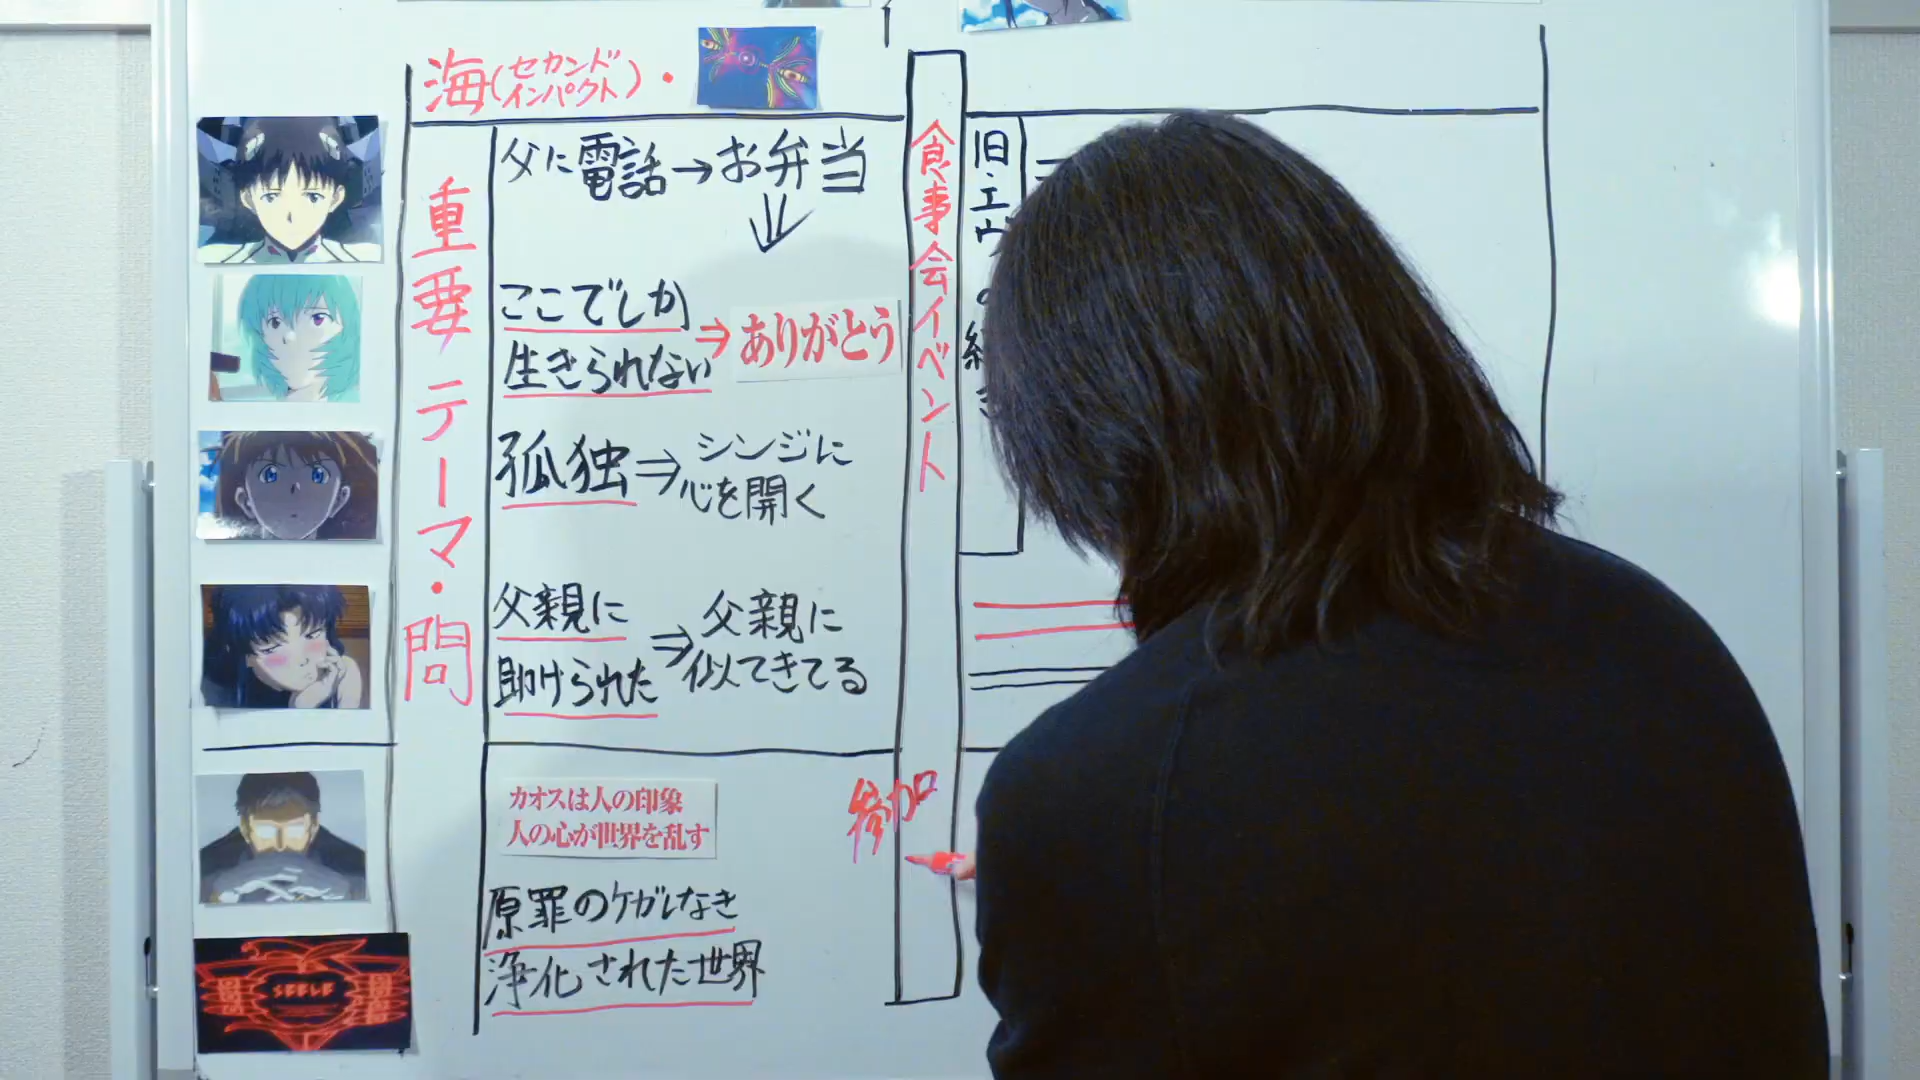 海(セカンド
インパクト)・
重要テーマ・問
父に電話→お弁当
ここでしか
生きられない
⇒ありがとう
孤独⇒シンジに
心を開く
父親に
助けられた
⇒父親に
似てきてる
カオスは人の印象
人の心が世界を乱す
原罪のケガレなき
浄化された世界
SEELE
食事会イベント
参加
旧・エヴ